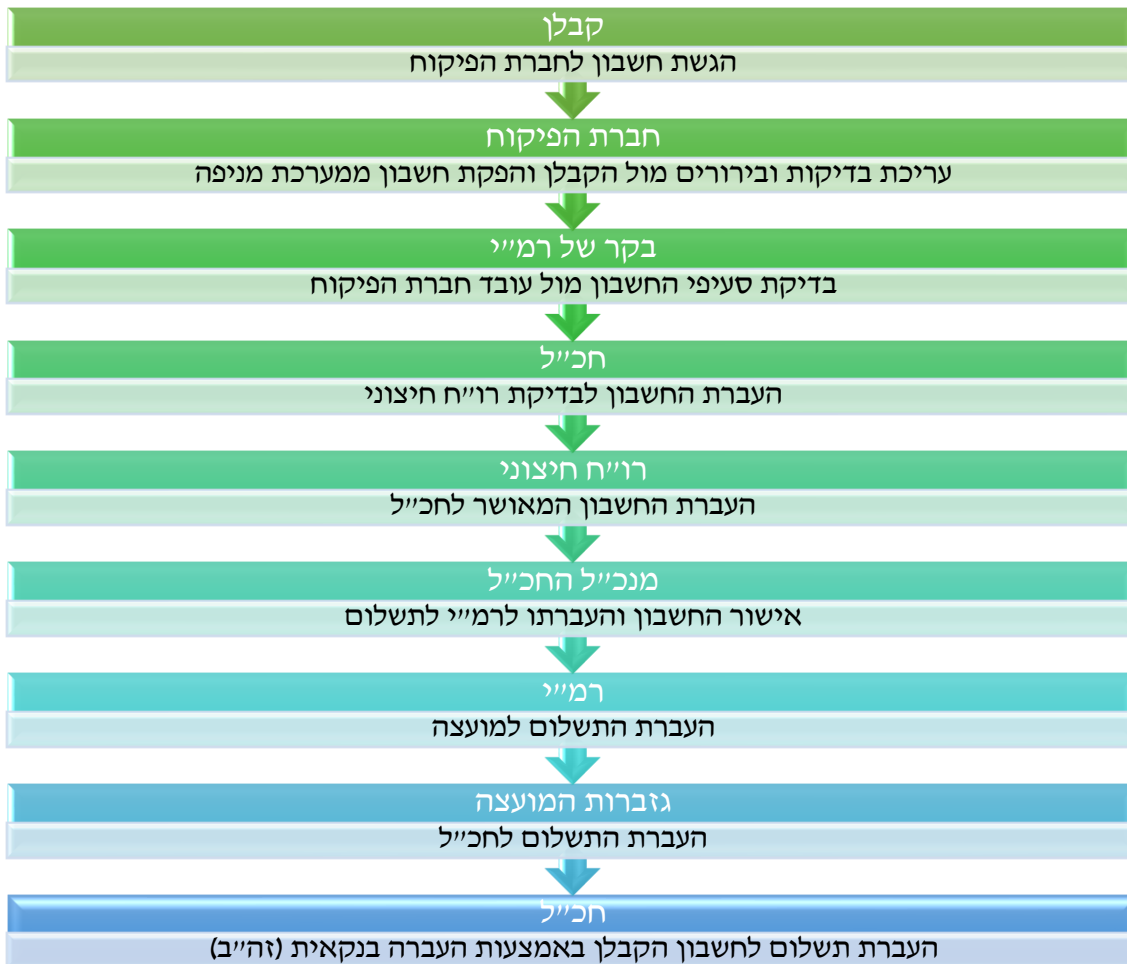 קבלן
הגשת חשבון לחברת הפיקוח
חברת הפיקוח
עריכת בדיקות ובירורים מול הקבלן והפקת חשבון ממערכת מניפה
בקר של רמ״י
בדיקת סעיפי החשבון מול עובד חברת הפיקוח
חכ״ל
העברת החשבון לבדיקת רו״ח חיצוני
רו״ח חיצוני
העברת החשבון המאושר לחכ״ל
מנכ״ל החכ״ל
אישור החשבון והעברתו לרמ״י לתשלום
רמ״י
העברת התשלום למועצה
גזברות המועצה
העברת התשלום לחכ״ל
חכ״ל
העברת תשלום לחשבון הקבלן באמצעות העברה בנקאית (זה״ב)